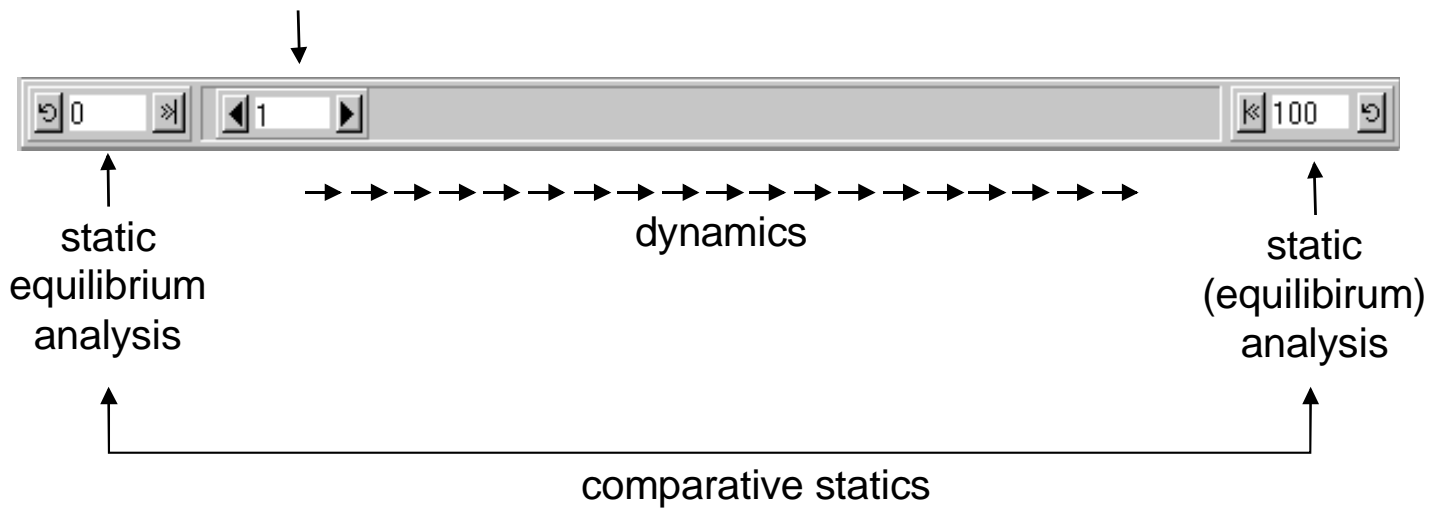 0 1 100
dynamics
static
equilibrium
analysis
static
(equilibirum)
analysis
comparative statics